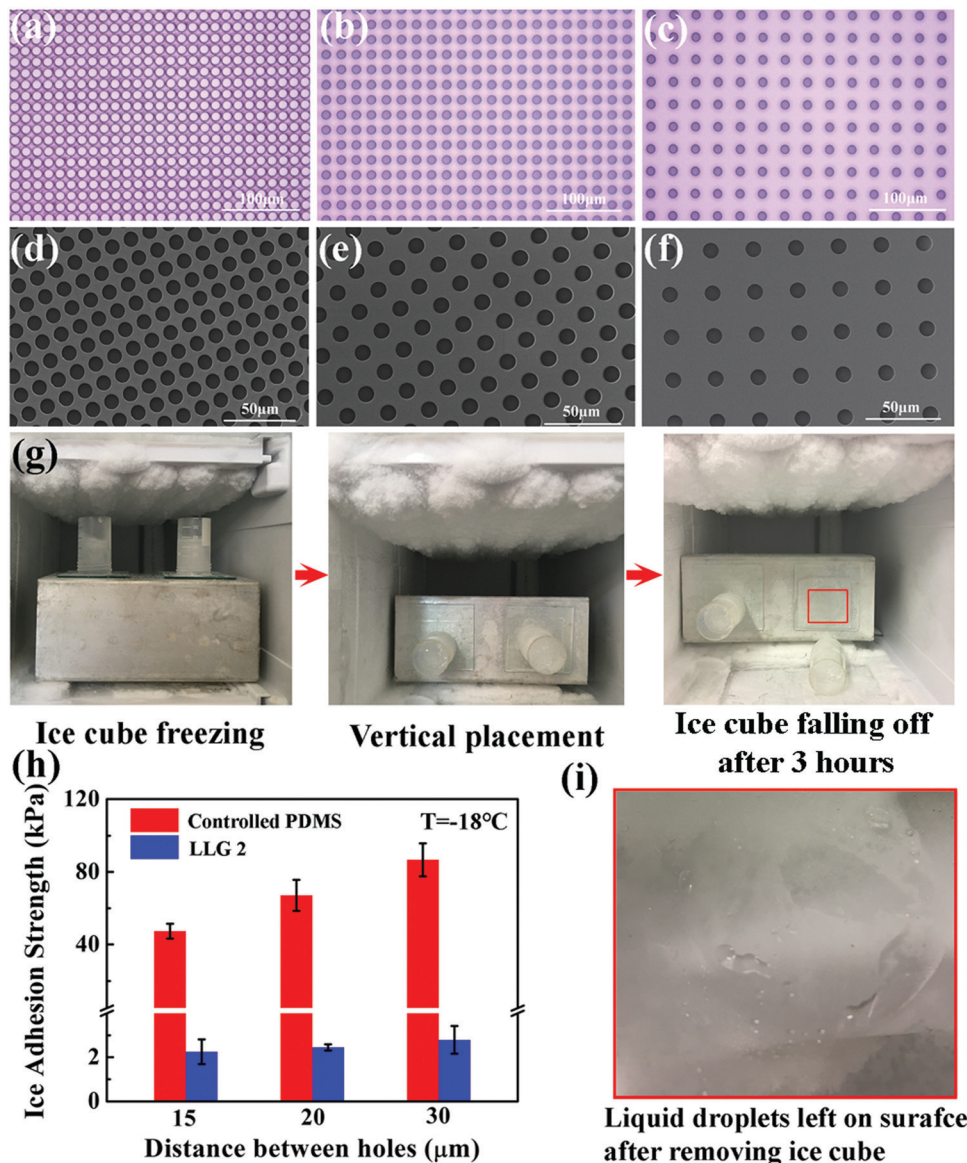 (a)
(b)
(c)
100μm
100μm
100μm
(d)
(e)
(f)
50μm
50μm
50μm
(g)
Ice cube freezing
Vertical placement
Ice cube falling off
after 3 hours
(h)
Ice Adhesion Strength (kPa)
120
80
40
2
0
Controlled PDMS
LLG 2
T=-18°C
15
20
30
Distance between holes (μm)
(i)
Liquid droplets left on surafce
after removing ice cube